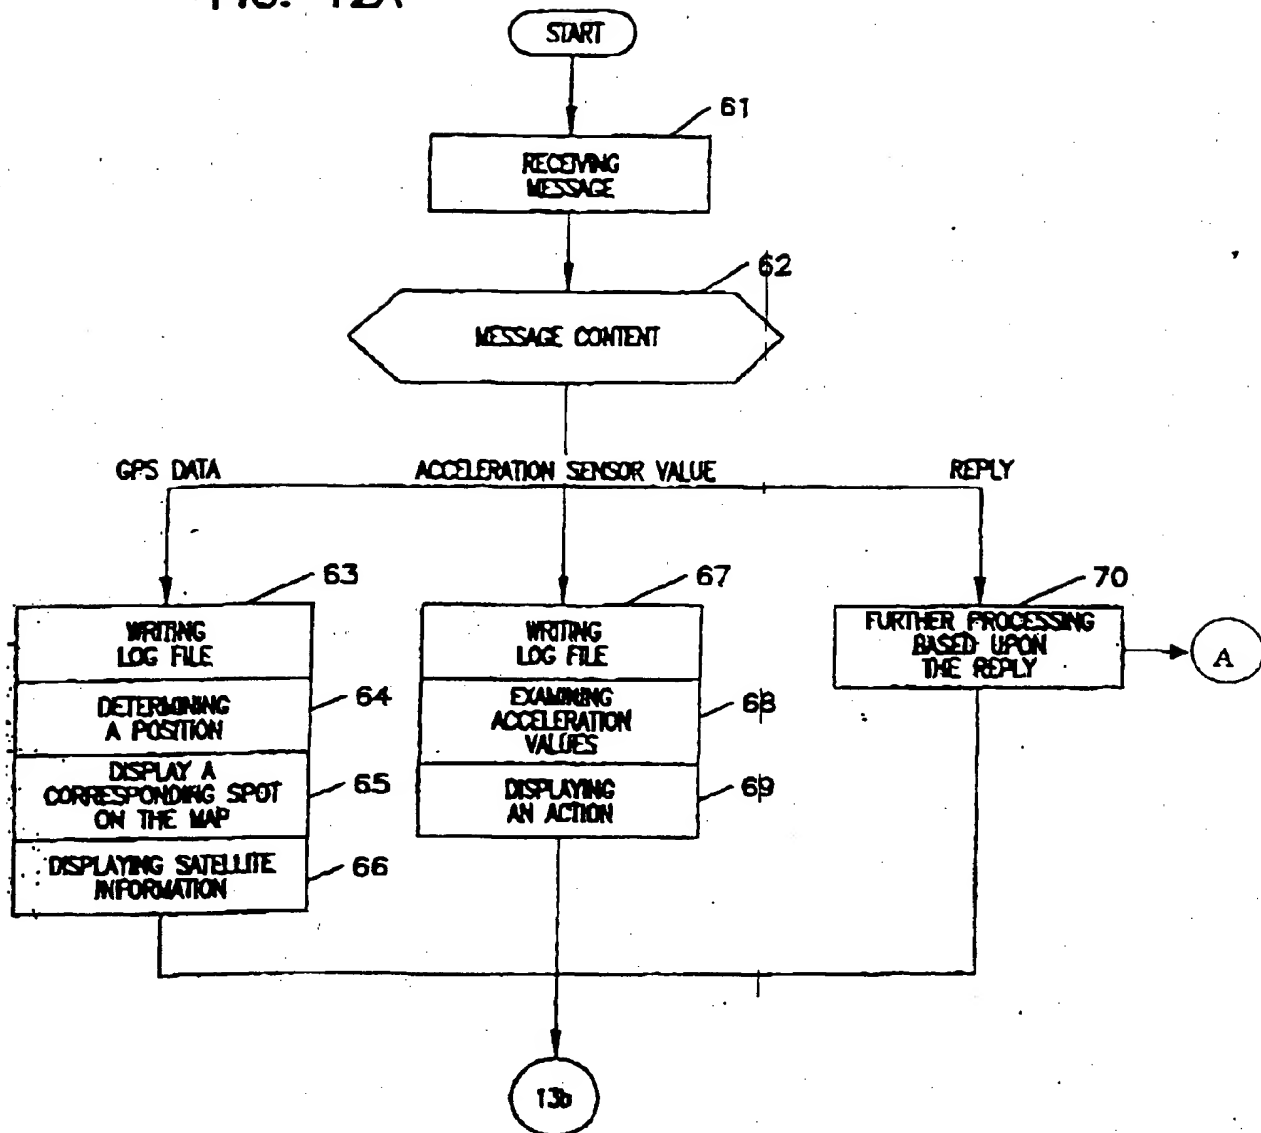 FIG. 12A
START
61
RECEIVING
MESSAGE
62
MESSAGE CONTENT
GPS DATA
ACCELERATION SENSOR VALUE
REPLY
63
WRITING
LOG FILE
64
DETERMINING
A POSITION
DISPLAY A
CORRESPONDING SPOT
ON THE MAP
65
DISPLAYING SATELLITE
INFORMATION
66
67
WRITING
LOG FILE
EXAMINING
ACCELERATION
VALUES
68
DISPLAYING
AN ACTION
69
70
FURTHER PROCESSING
BASED UPON
THE REPLY
A
13b